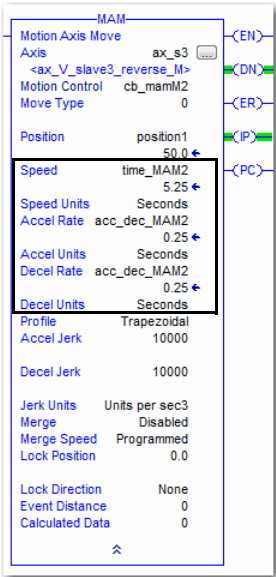 MAM
Motion Axis Move
(EN)
Axis ax_s3 ...
<ax_V_slave3_reverse_M>
(DN)
Motion Control cb_mamM2
Move Type 0
(ER)
Position position1
(IP)
50.0
Speed time_MAM2
(PC)
5.25
Speed Units Seconds
Accel Rate acc_dec_MAM2
0.25
Accel Units Seconds
Decel Rate acc_dec_MAM2
0.25
Decel Units Seconds
Profile Trapezoidal
Accel Jerk 10000
Decel Jerk 10000
Jerk Units Units per sec3
Merge Disabled
Merge Speed Programmed
Lock Position 0.0
Lock Direction None
Event Distance 0
Calculated Data 0